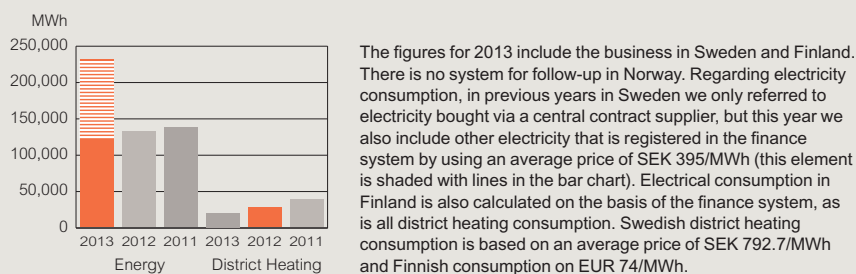 MWh
250,000
200,000
150,000
100,000
50,000
0
2013 2012 2011 2013 2012 2011
Energy District Heating
The figures for 2013 include the business in Sweden and Finland.
There is no system for follow-up in Norway. Regarding electricity
consumption, in previous years in Sweden we only referred to
electricity bought via a central contract supplier, but this year we
also include other electricity that is registered in the finance
system by using an average price of SEK 395/MWh (this element
is shaded with lines in the bar chart). Electrical consumption in
Finland is also calculated on the basis of the finance system, as
is all district heating consumption. Swedish district heating
consumption is based on an average price of SEK 792.7/MWh
and Finnish consumption on EUR 74/MWh.